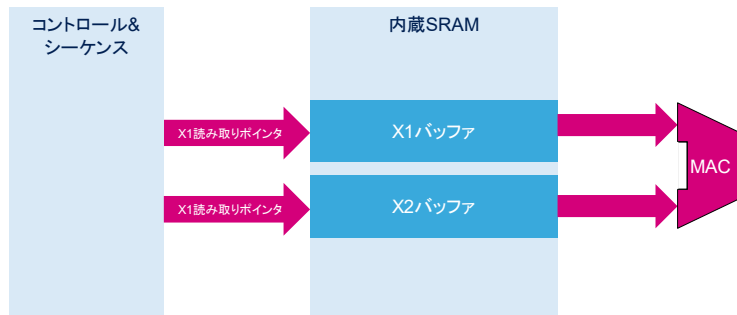 コントロール&
シーケンス
内蔵SRAM
X1読み取りポインタ
X1バッファ
MAC
X1読み取りポインタ
X2バッファ